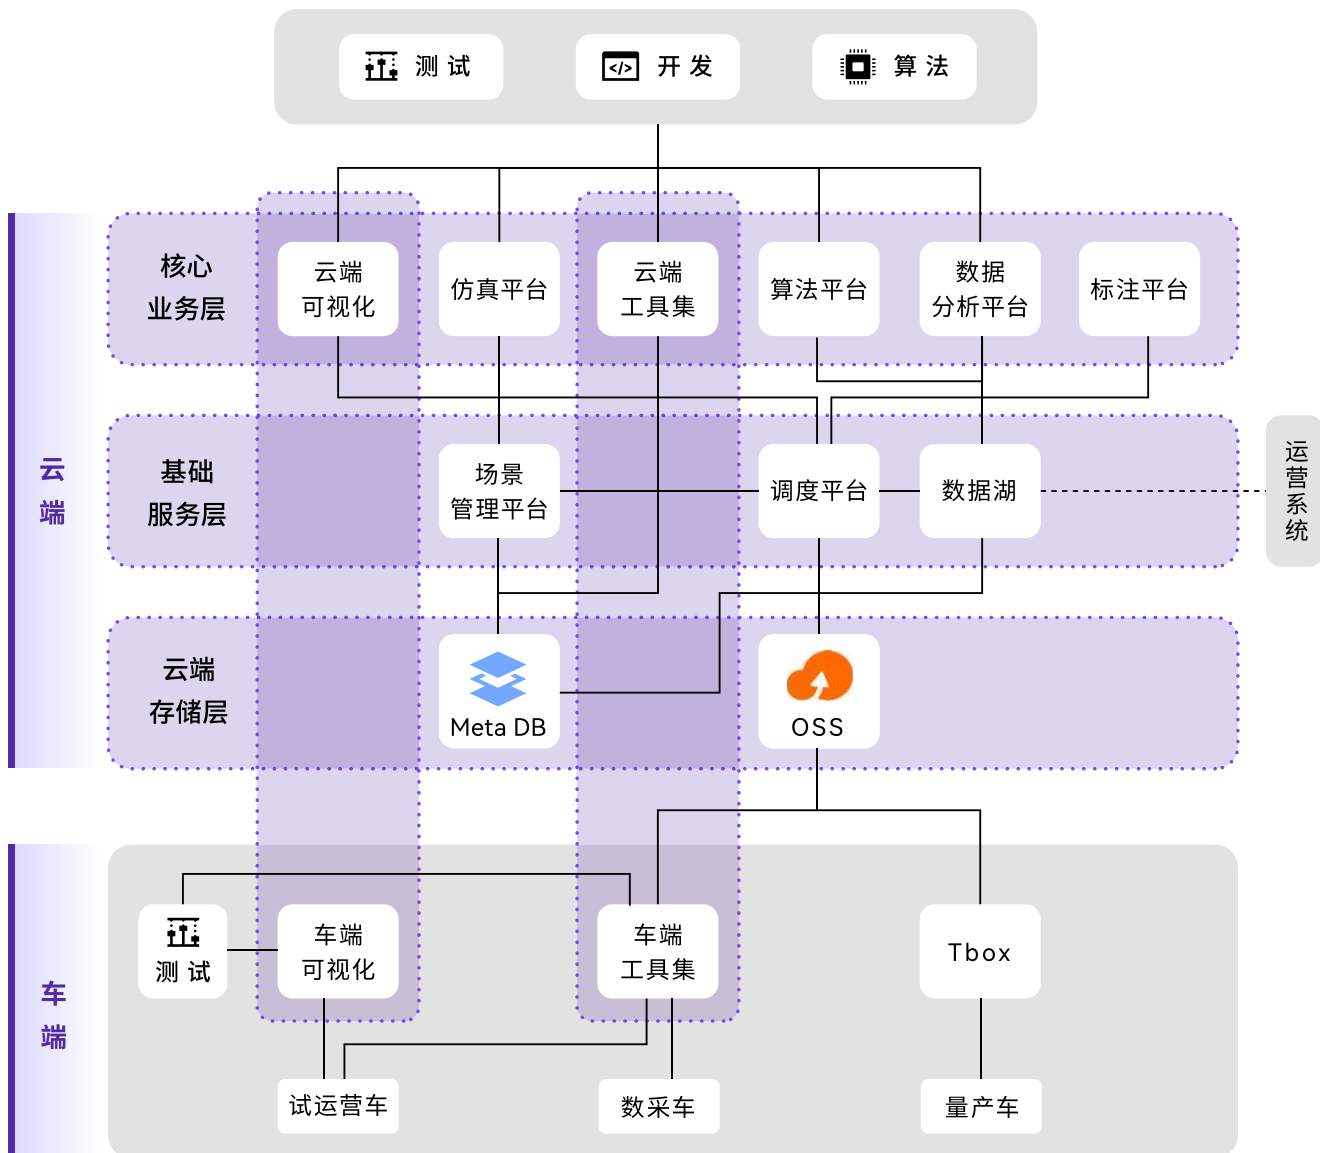 测试
开发
算法
云端
核心
业务层
云端
可视化
仿真平台
云端
工具集
算法平台
数据
分析平台
标注平台
基础
服务层
场景
管理平台
调度平台
数据湖
运营系统
云端
存储层
Meta DB
OSS
车端
测试
车端
可视化
车端
工具集
Tbox
试运营车
数采车
量产车